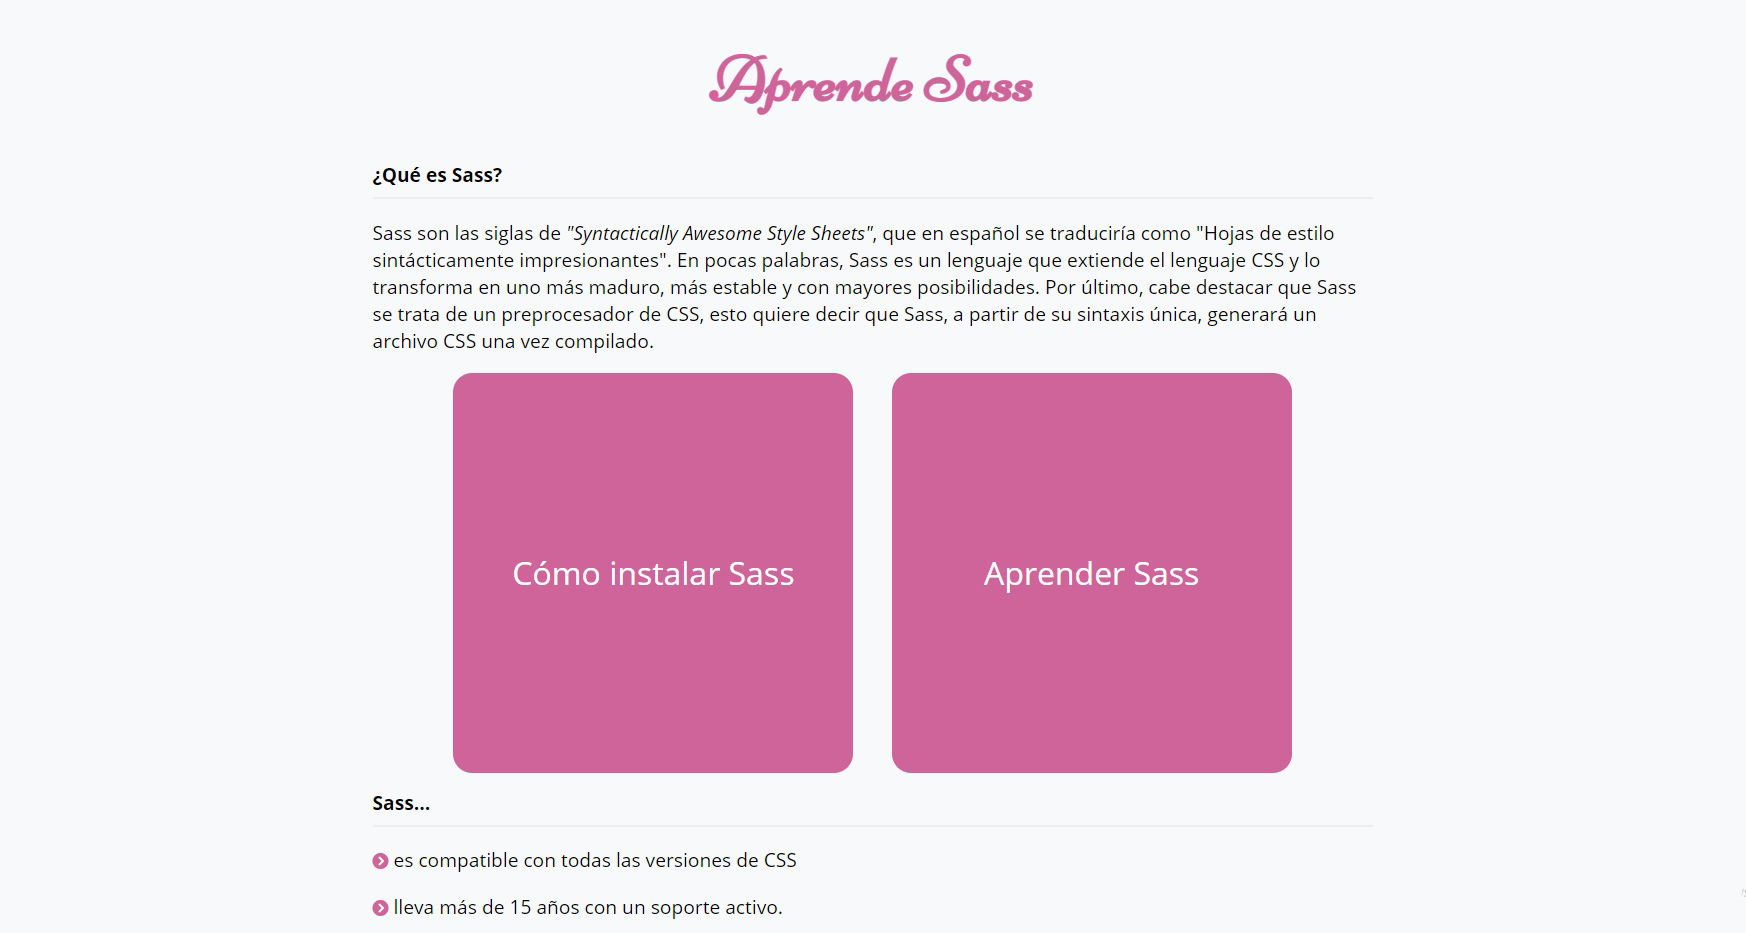 Aprende Sass
¿Qué es Sass?
Sass son las siglas de "Syntactically Awesome Style Sheets", que en español se traduciría como "Hojas de estilo
sintácticamente impresionantes". En pocas palabras, Sass es un lenguaje que extiende el lenguaje CSS y lo
transforma en uno más maduro, más estable y con mayores posibilidades. Por último, cabe destacar que Sass
se trata de un preprocesador de CSS, esto quiere decir que Sass, a partir de su sintaxis única, generará un
archivo CSS una vez compilado.
Cómo instalar Sass
Aprender Sass
Sass...
es compatible con todas las versiones de CSS
lleva más de 15 años con un soporte activo.